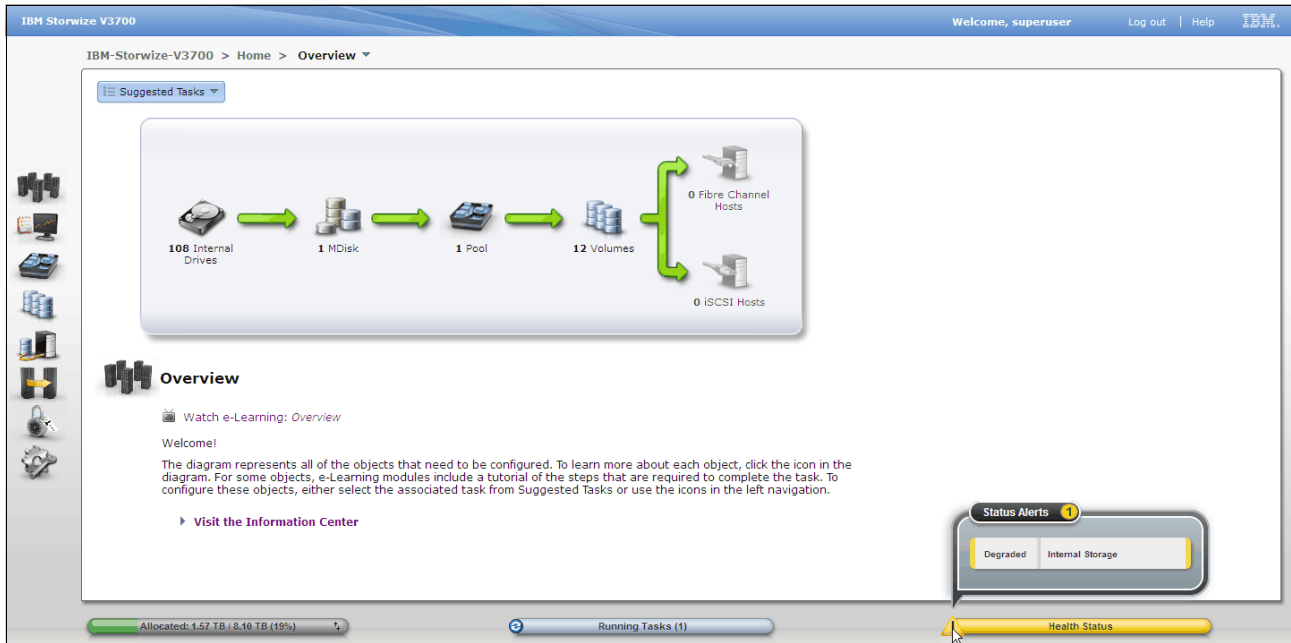 IBM Storwize V3700
Welcome, superuser
Log out | Help
IBM.
IBM-Storwize-V3700 > Home > Overview
Suggested Tasks
0 Fibre Channel
Hosts
108 Internal
Drives
1 MDisk
1 Pool
12 Volumes
0 iSCSI Hosts
Overview
Watch e-Learning: Overview
Welcome!
The diagram represents all of the objects that need to be configured. To learn more about each object, click the icon in the
diagram. For some objects, e-Learning modules include a tutorial of the steps that are required to complete the task. To
configure these objects, either select the associated task from Suggested Tasks or use the icons in the left navigation.
Visit the Information Center
Status Alerts 1
Degraded Internal Storage
Allocated: 1.57 TB / 8.10 TB (19%)
Running Tasks (1)
Health Status